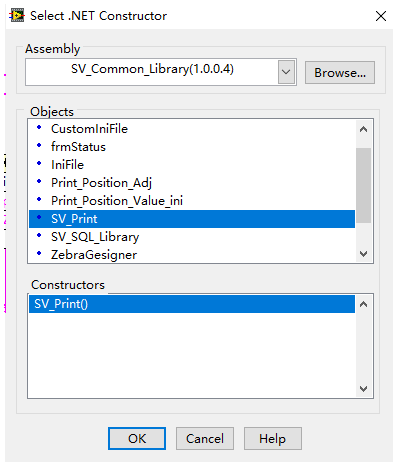 Select .NET Constructor
Assembly
SV_Common_Library(1.0.0.4)
Browse...
Objects
CustomIniFile
frmStatus
IniFile
Print_Position_Adj
Print_Position_Value_ini
SV_Print
SV_SQL_Library
ZebraGesigner
Constructors
SV_Print()
OK
Cancel
Help